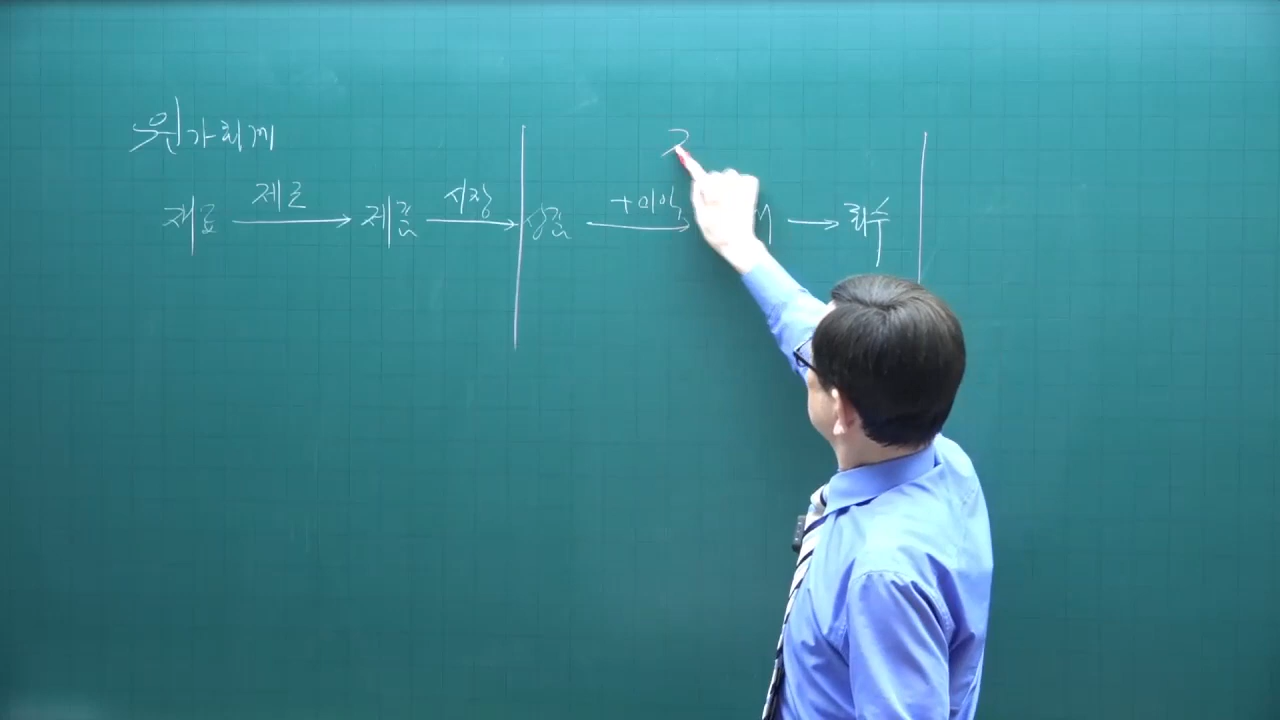 원가회계
재료 제조 제품 시장 상품 +이익 회수